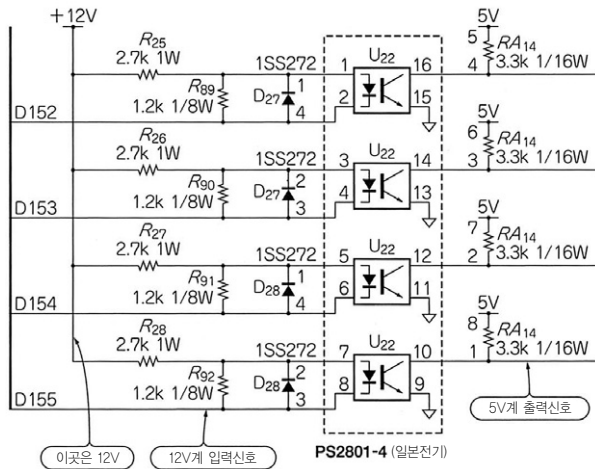 +12V
R25
2.7k 1W
R89
1.2k 1/8W
D152
1SS272
D27
1
4
1
2
U22
16
15
5V
5
4
RA14
3.3k 1/16W
R26
2.7k 1W
R90
1.2k 1/8W
D153
1SS272
D27
2
3
3
4
U22
14
13
5V
6
3
RA14
3.3k 1/16W
R27
2.7k 1W
R91
1.2k 1/8W
D154
1SS272
D28
1
4
5
6
U22
12
11
5V
7
2
RA14
3.3k 1/16W
R28
2.7k 1W
R92
1.2k 1/8W
D155
1SS272
D28
2
3
7
8
U22
10
9
5V
8
1
RA14
3.3k 1/16W
이곳은 12V
12V계 입력신호
PS2801-4 (일본전기)
5V계 출력신호